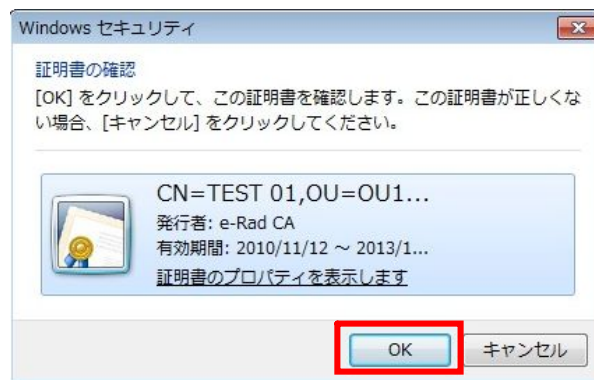 Windows セキュリティ
証明書の確認
[OK] をクリックして、この証明書を確認します。この証明書が正しくな
い場合、[キャンセル] をクリックしてください。
CN=TEST 01,OU=OU1...
発行者: e-Rad CA
有効期間: 2010/11/12 ～ 2013/1...
証明書のプロパティを表示します
OK
キャンセル